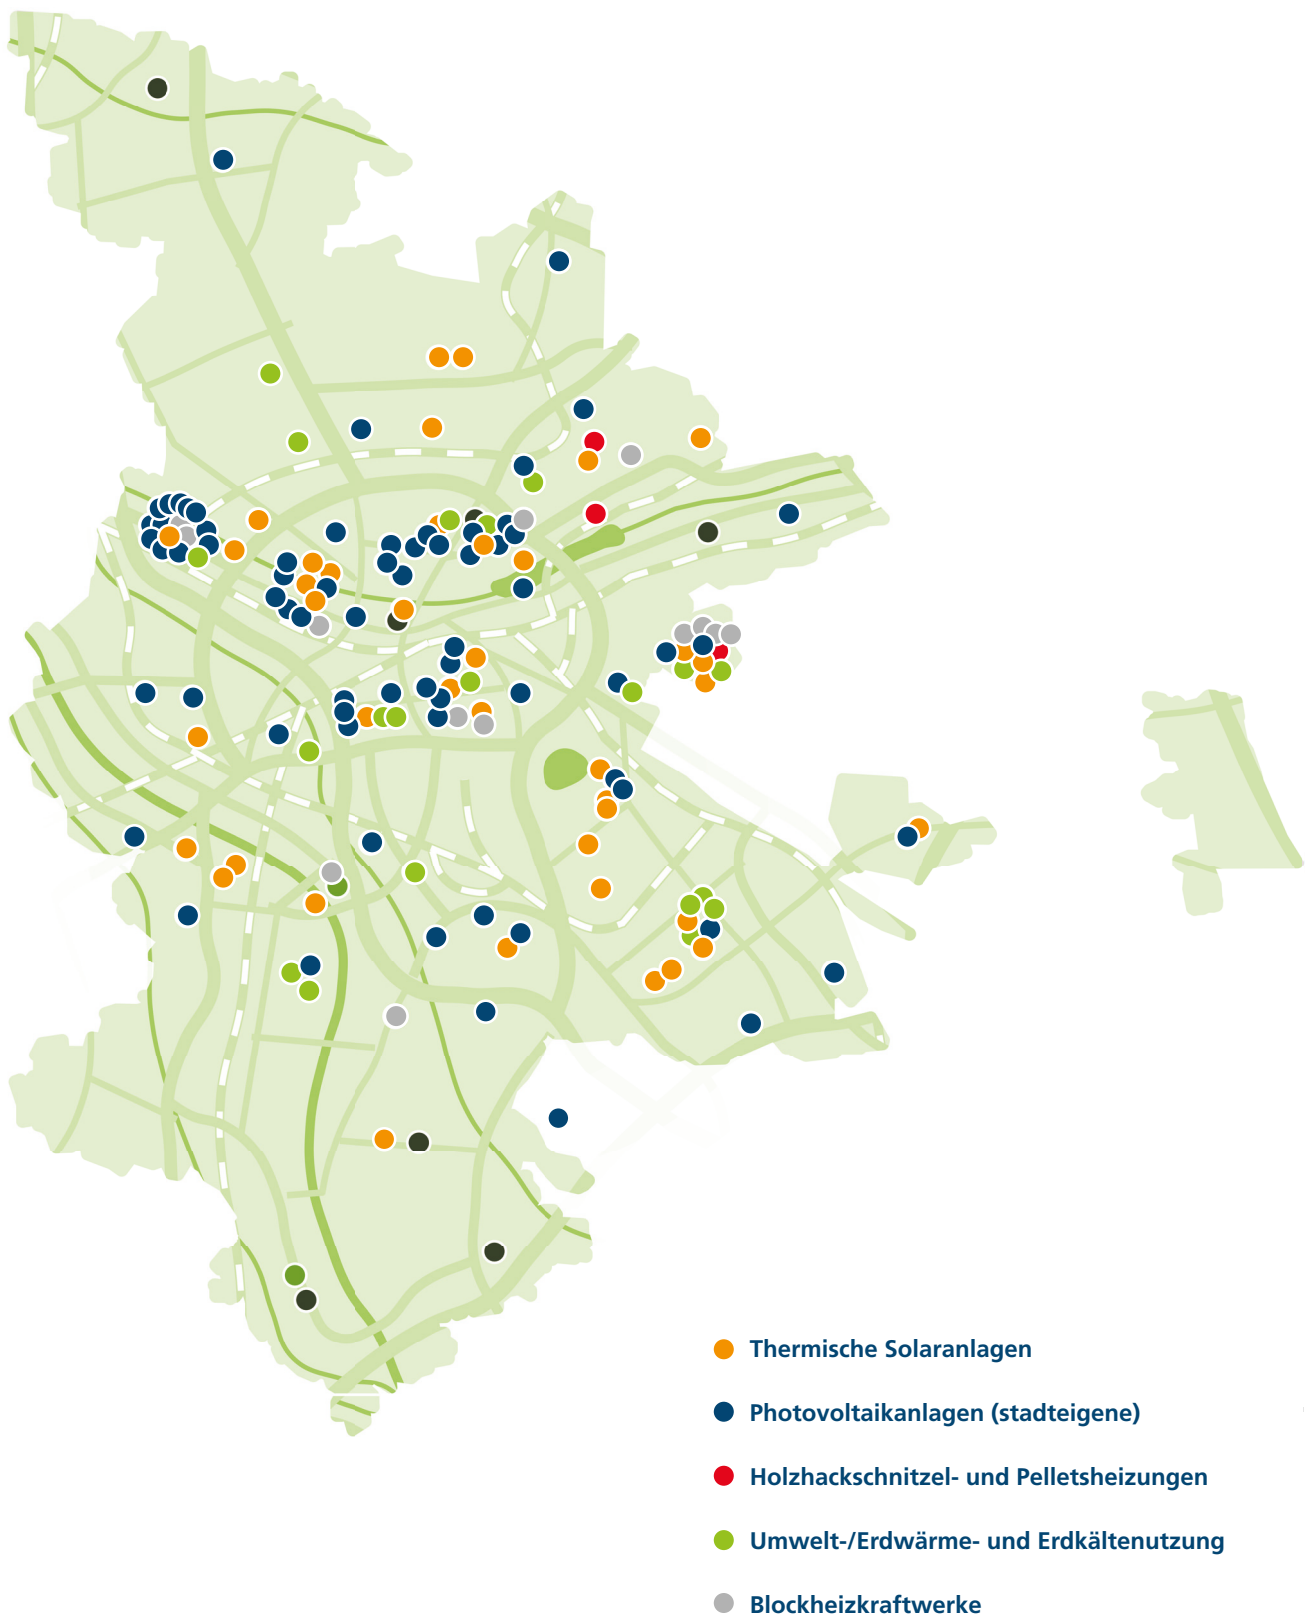 Thermische Solaranlagen
Photovoltaikanlagen (stadteigene)
Holzhackschnitzel- und Pelletsheizungen
Umwelt-/Erdwärme- und Erdkältenutzung
Blockheizkraftwerke